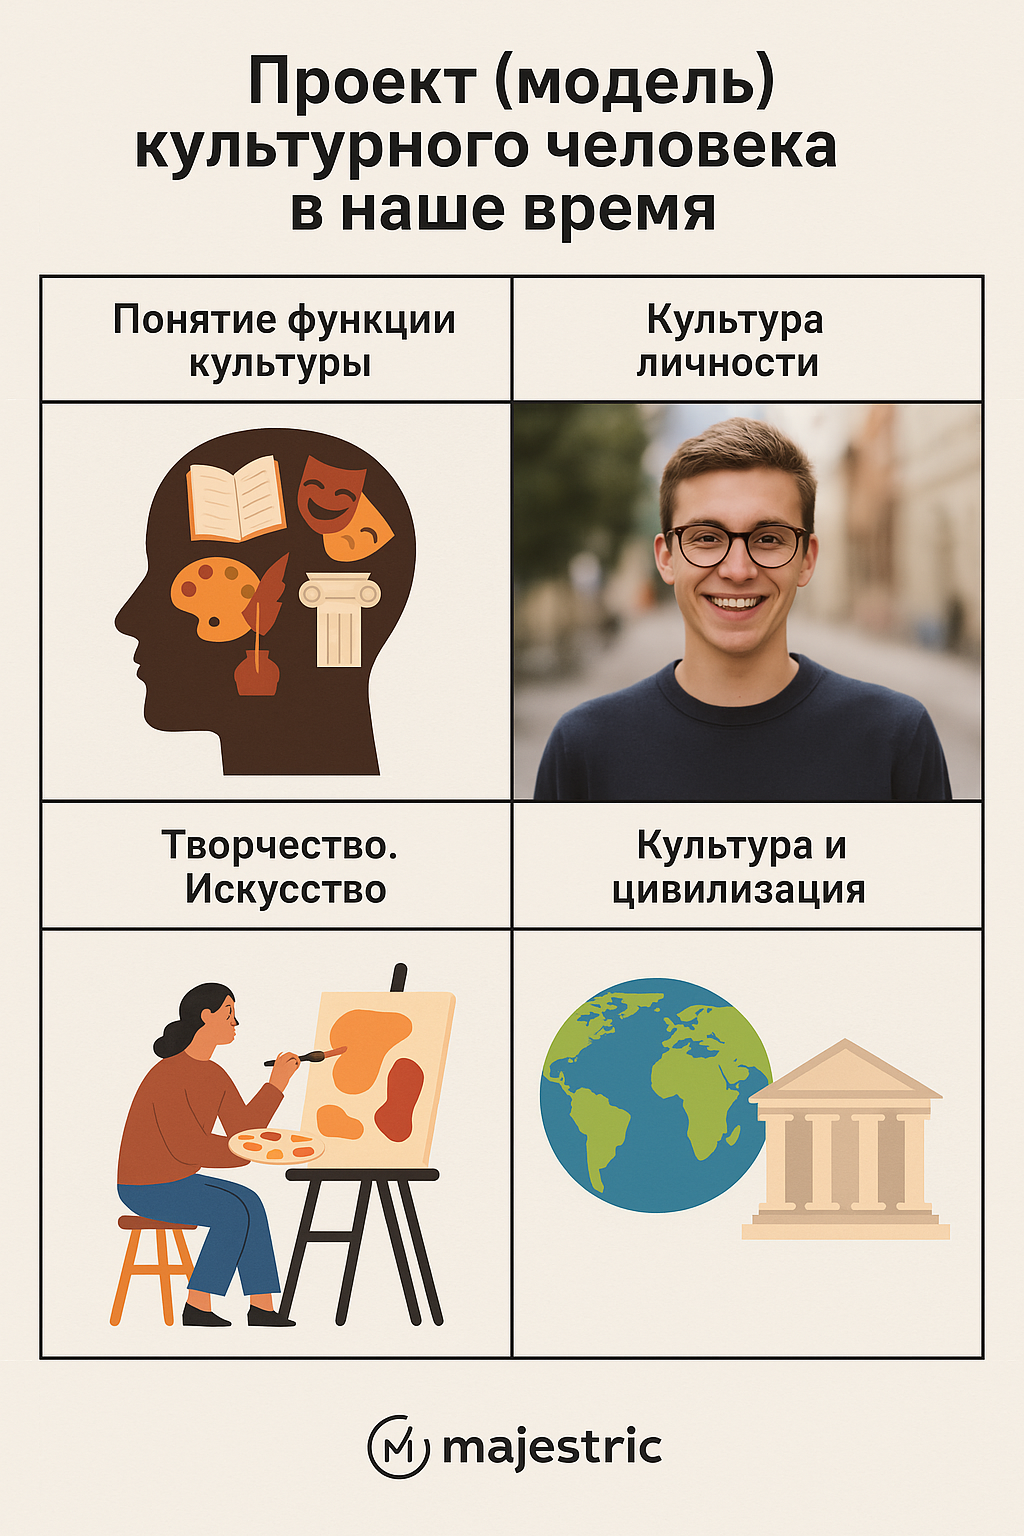 Проект (модель)
культурного человека
в наше время
Понятие функции
культуры
Культура
личности
Творчество.
Искусство
Культура и
цивилизация
majestric